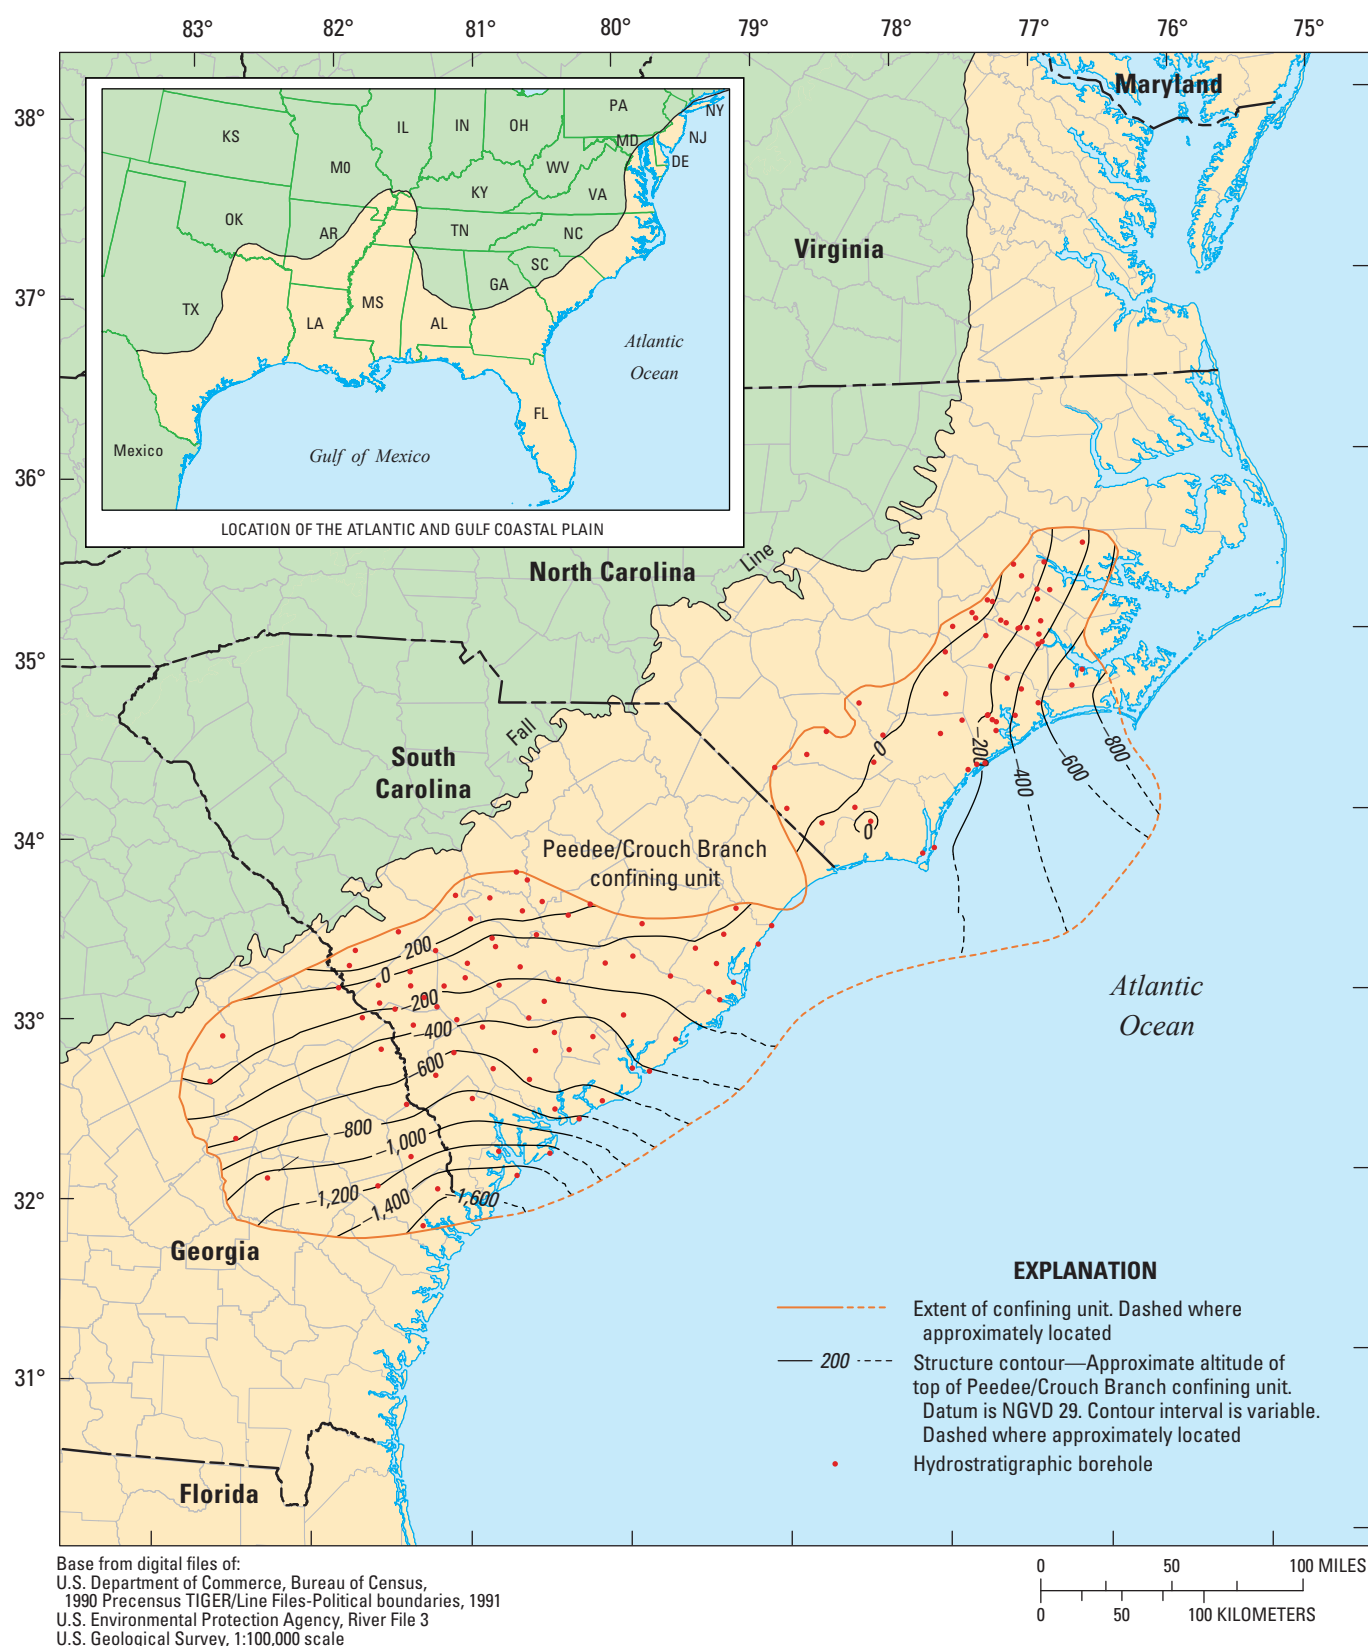 83° 82° 81° 80° 79° 78° 77° 76° 75°
38°
37°
36°
35°
34°
33°
32°
31°
KS
MO
IL
IN
OH
PA
NY
NJ
MD
DE
WV
VA
KY
OK
AR
TN
NC
SC
GA
TX
LA
MS
AL
FL
Mexico
Gulf of Mexico
Atlantic
Ocean
LOCATION OF THE ATLANTIC AND GULF COASTAL PLAIN
Maryland
Virginia
North Carolina
Line
Fall
South
Carolina
Peedee/Crouch Branch
confining unit
0
0
–200
–400
–600
–800
200
0
–200
–400
–600
–800
–1,000
–1,200
–1,400
–1,600
Atlantic
Ocean
Georgia
Florida
EXPLANATION
Extent of confining unit. Dashed where
approximately located
200
Structure contour—Approximate altitude of
top of Peedee/Crouch Branch confining unit.
Datum is NGVD 29. Contour interval is variable.
Dashed where approximately located
Hydrostratigraphic borehole
Base from digital files of:
U.S. Department of Commerce, Bureau of Census,
1990 Precensus TIGER/Line Files-Political boundaries, 1991
U.S. Environmental Protection Agency, River File 3
U.S. Geological Survey, 1:100,000 scale
0 50 100 MILES
0 50 100 KILOMETERS